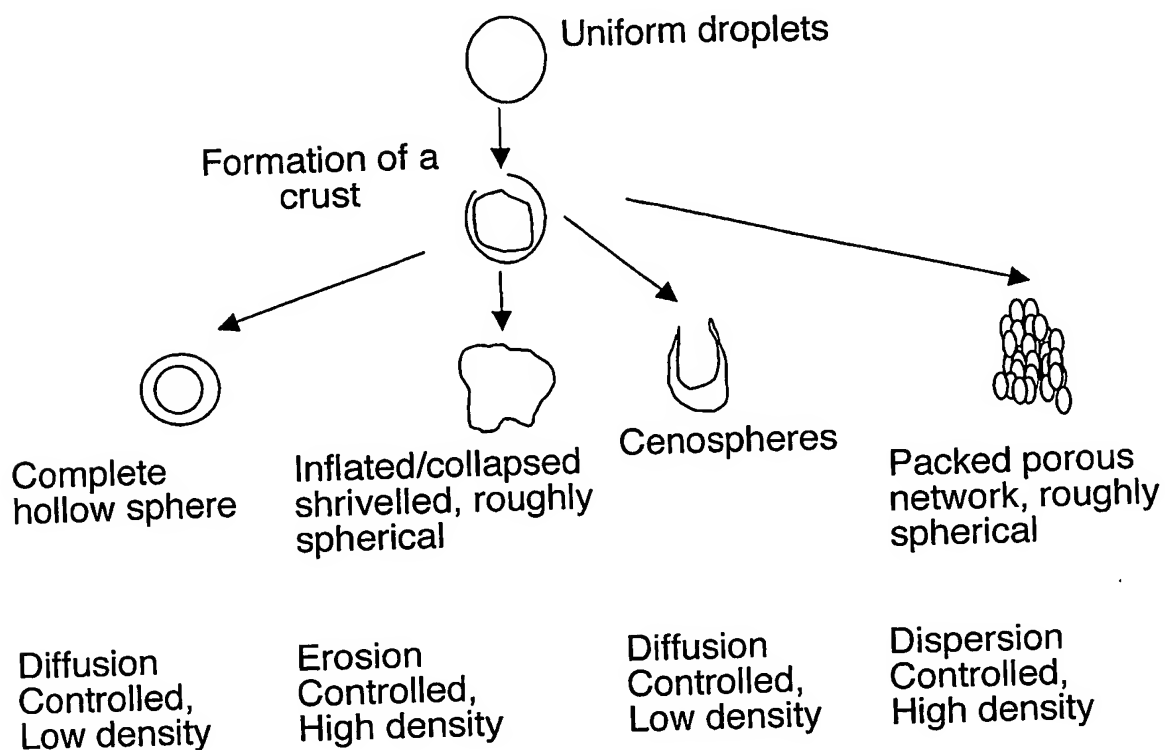 Uniform droplets
Formation of a
crust
Complete
hollow sphere
Inflated/collapsed
shrivelled, roughly
spherical
Cenospheres
Packed porous
network, roughly
spherical
Diffusion
Controlled,
Low density
Erosion
Controlled,
High density
Diffusion
Controlled,
Low density
Dispersion
Controlled,
High density